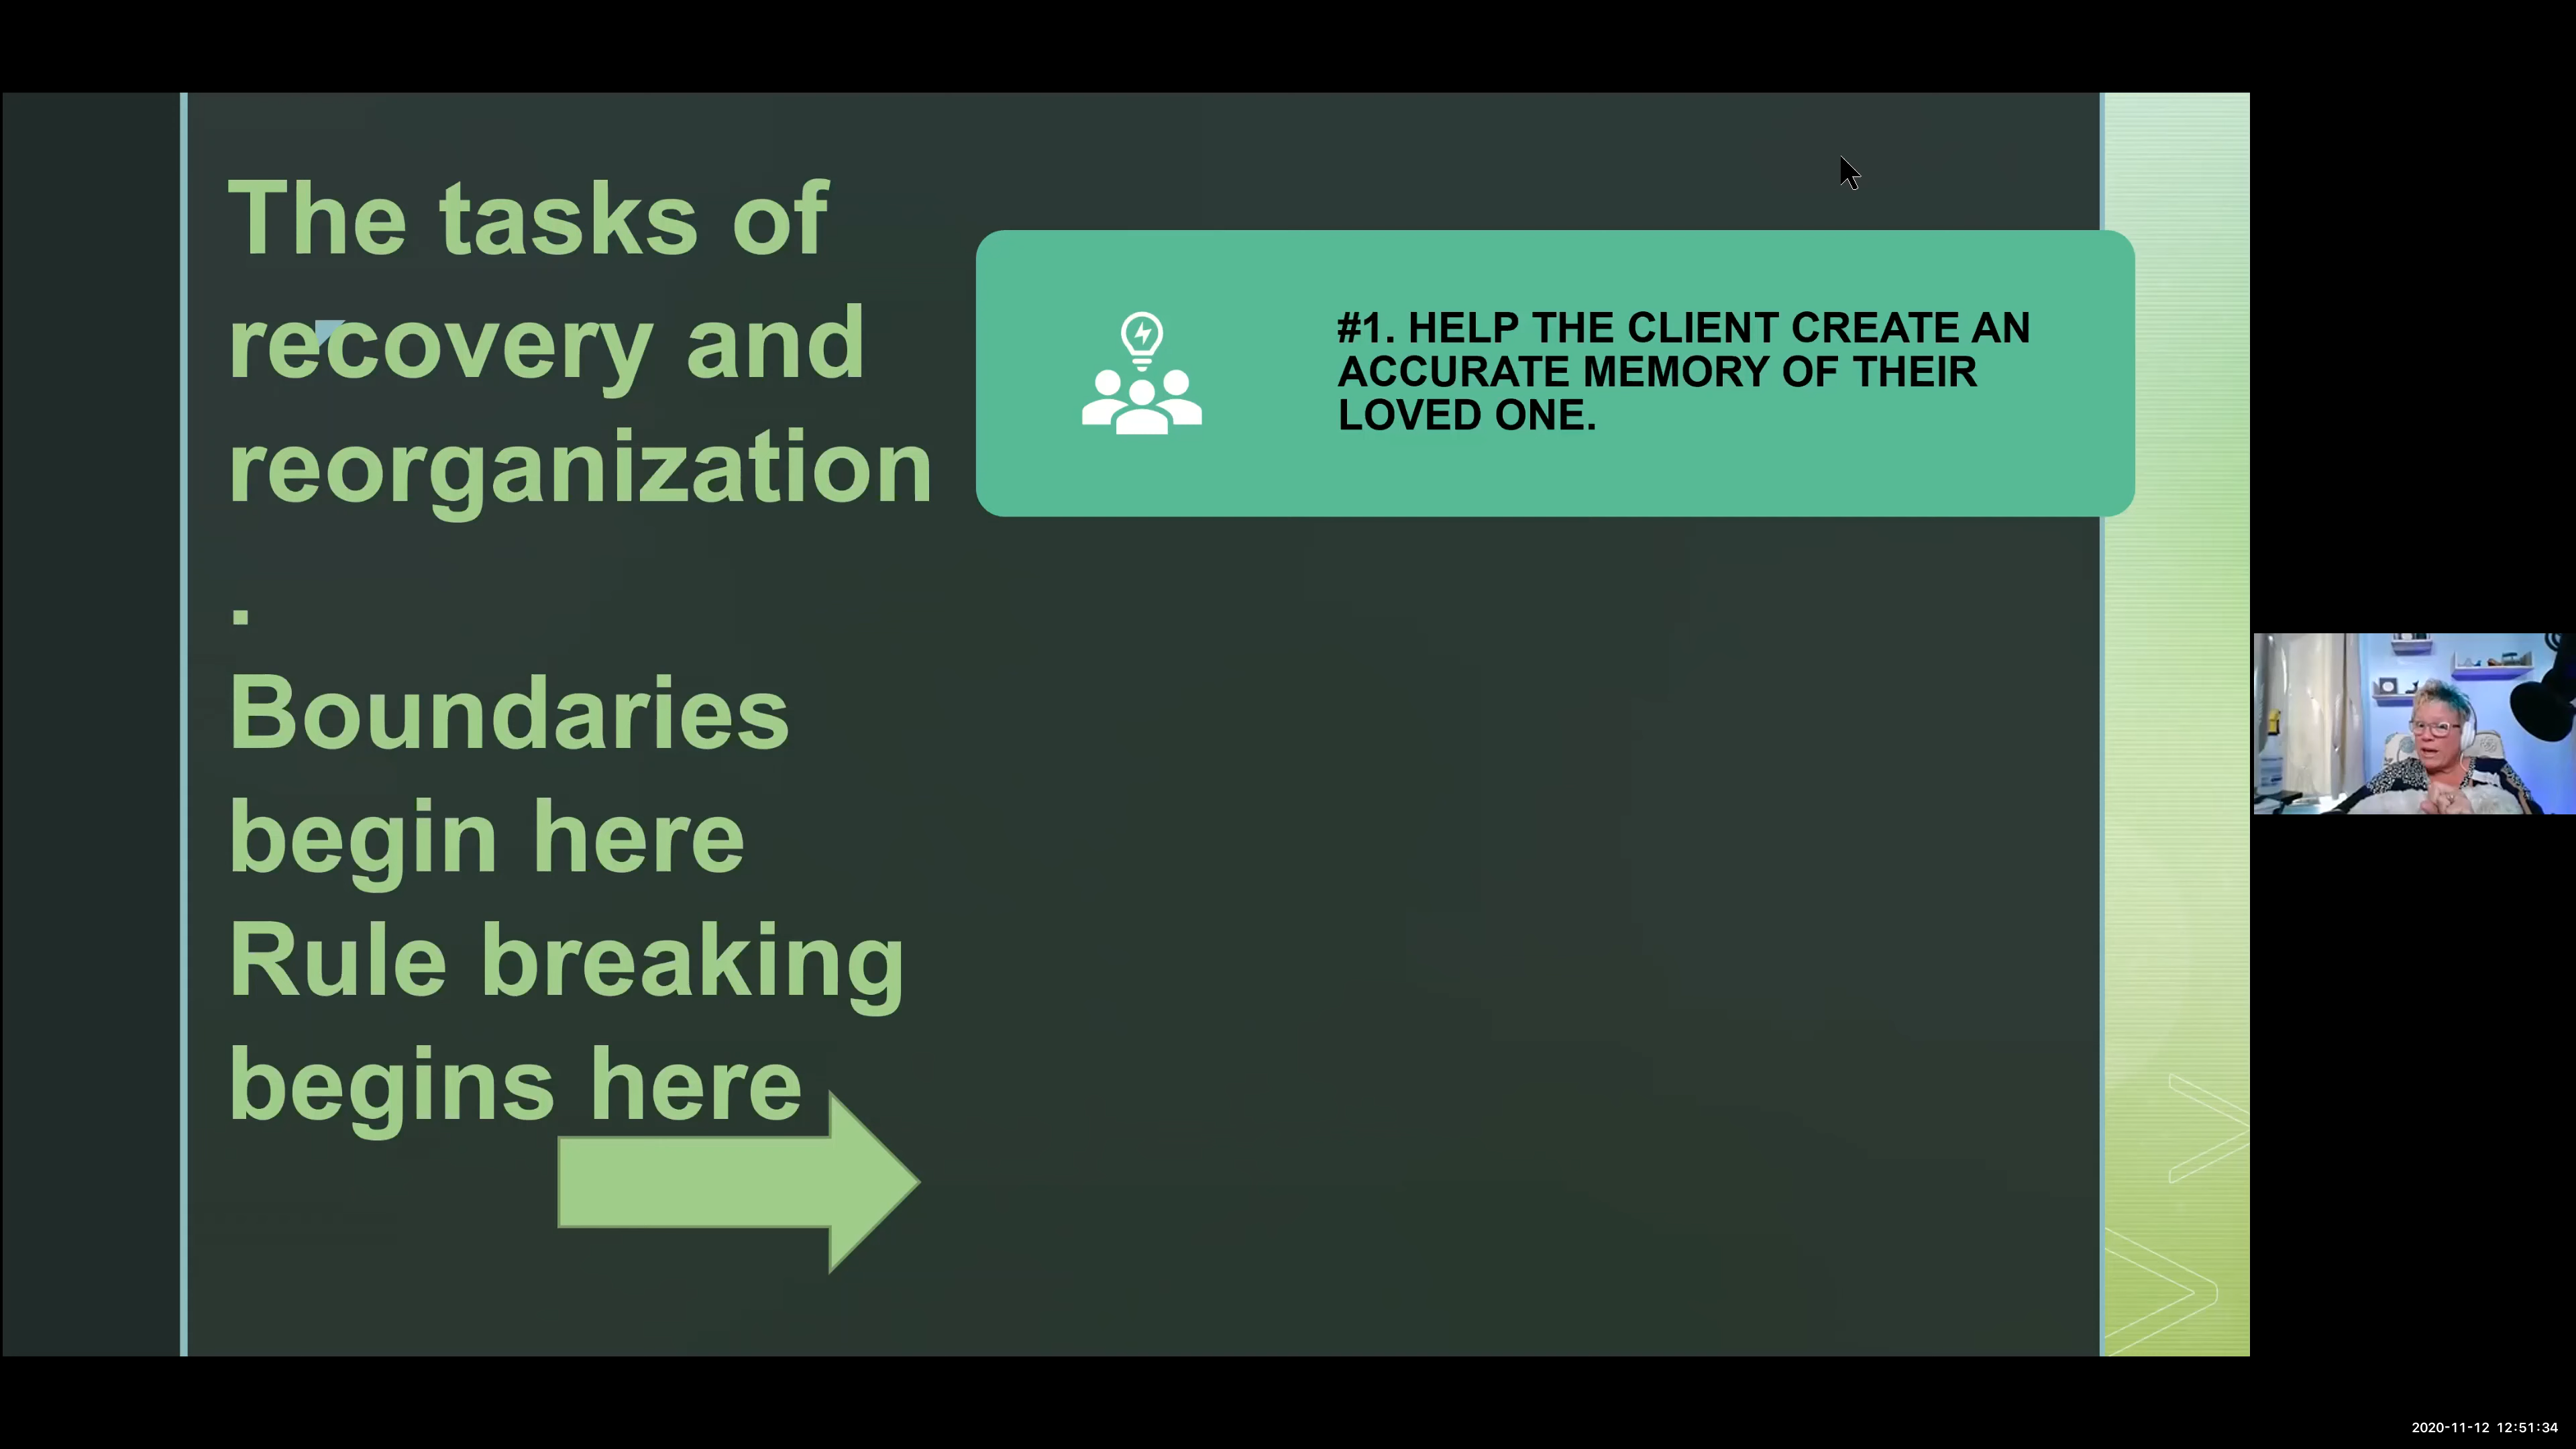 The tasks of
recovery and
reorganization
.
Boundaries
begin here
Rule breaking
begins here
#1. HELP THE CLIENT CREATE AN
ACCURATE MEMORY OF THEIR
LOVED ONE.
2020-11-12 12:51:34